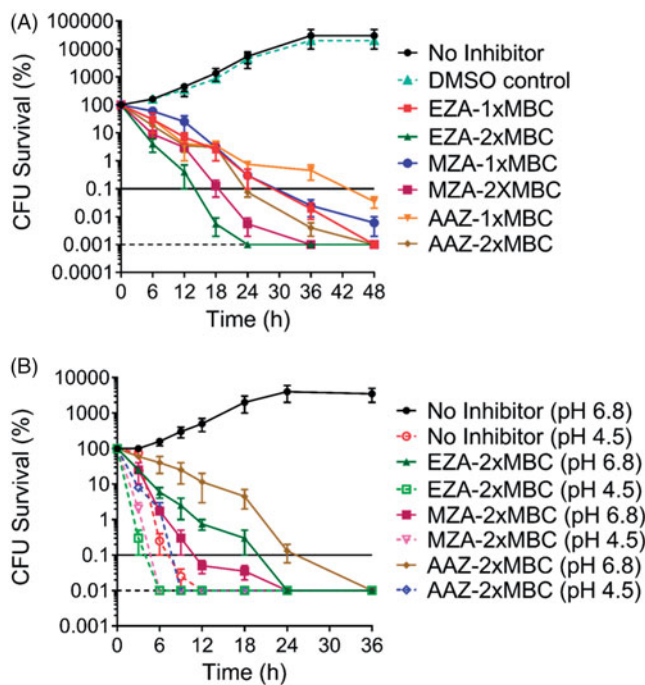 (A)
CFU Survival (%)
100000
10000
1000
100
10
1
0.1
0.01
0.001
0.0001
0 6 12 18 24 30 36 42 48
Time (h)
No Inhibitor
DMSO control
EZA-1xMBC
EZA-2xMBC
MZA-1xMBC
MZA-2XMBC
AAZ-1xMBC
AAZ-2xMBC
(B)
CFU Survival (%)
10000
1000
100
10
1
0.1
0.01
0.001
0 6 12 18 24 30 36
Time (h)
No Inhibitor (pH 6.8)
No Inhibitor (pH 4.5)
EZA-2xMBC (pH 6.8)
EZA-2xMBC (pH 4.5)
MZA-2xMBC (pH 6.8)
MZA-2xMBC (pH 4.5)
AAZ-2xMBC (pH 6.8)
AAZ-2xMBC (pH 4.5)